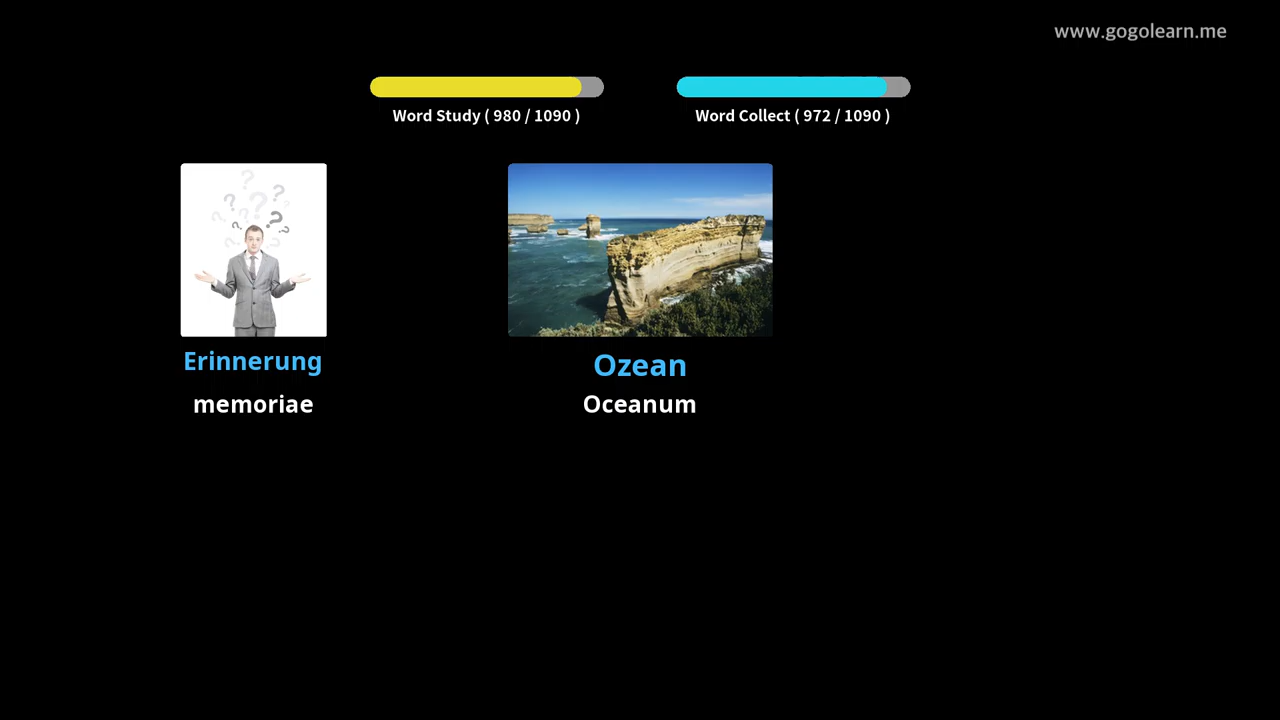 www.gogolearn.me
Word Study ( 980 / 1090 )
Word Collect ( 972 / 1090 )
Erinnerung
memoriae
Ozean
Oceanum